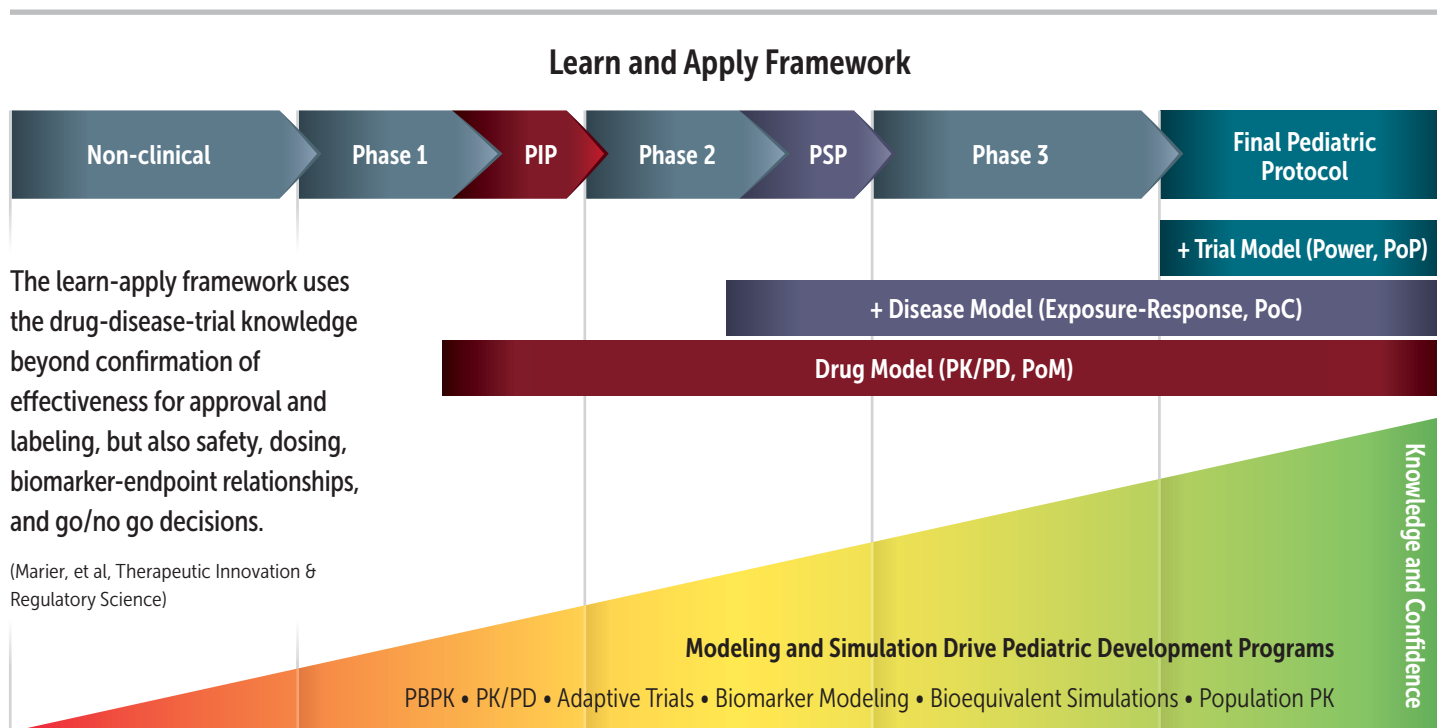 Learn and Apply Framework
Non-clinical
Phase 1
PIP
Phase 2
PSP
Phase 3
Final Pediatric
Protocol
+ Trial Model (Power, PoP)
+ Disease Model (Exposure-Response, PoC)
Drug Model (PK/PD, PoM)
The learn-apply framework uses
the drug-disease-trial knowledge
beyond confirmation of
effectiveness for approval and
labeling, but also safety, dosing,
biomarker-endpoint relationships,
and go/no go decisions.
(Marier, et al, Therapeutic Innovation &
Regulatory Science)
Knowledge and Confidence
Modeling and Simulation Drive Pediatric Development Programs
PBPK • PK/PD • Adaptive Trials • Biomarker Modeling • Bioequivalent Simulations • Population PK